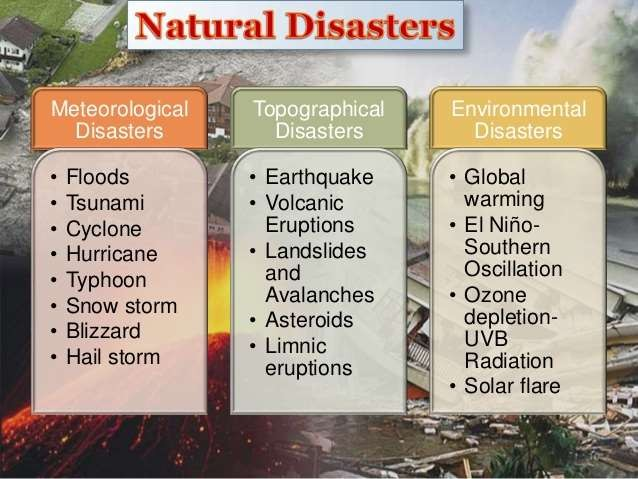 Natural Disasters
Meteorological
Disasters
• Floods
• Tsunami
• Cyclone
• Hurricane
• Typhoon
• Snow storm
• Blizzard
• Hail storm
Topographical
Disasters
• Earthquake
• Volcanic
Eruptions
• Landslides
and
Avalanches
• Asteroids
• Limnic
eruptions
Environmental
Disasters
• Global
warming
• El Niño-
Southern
Oscillation
• Ozone
depletion-
UVB
Radiation
• Solar flare